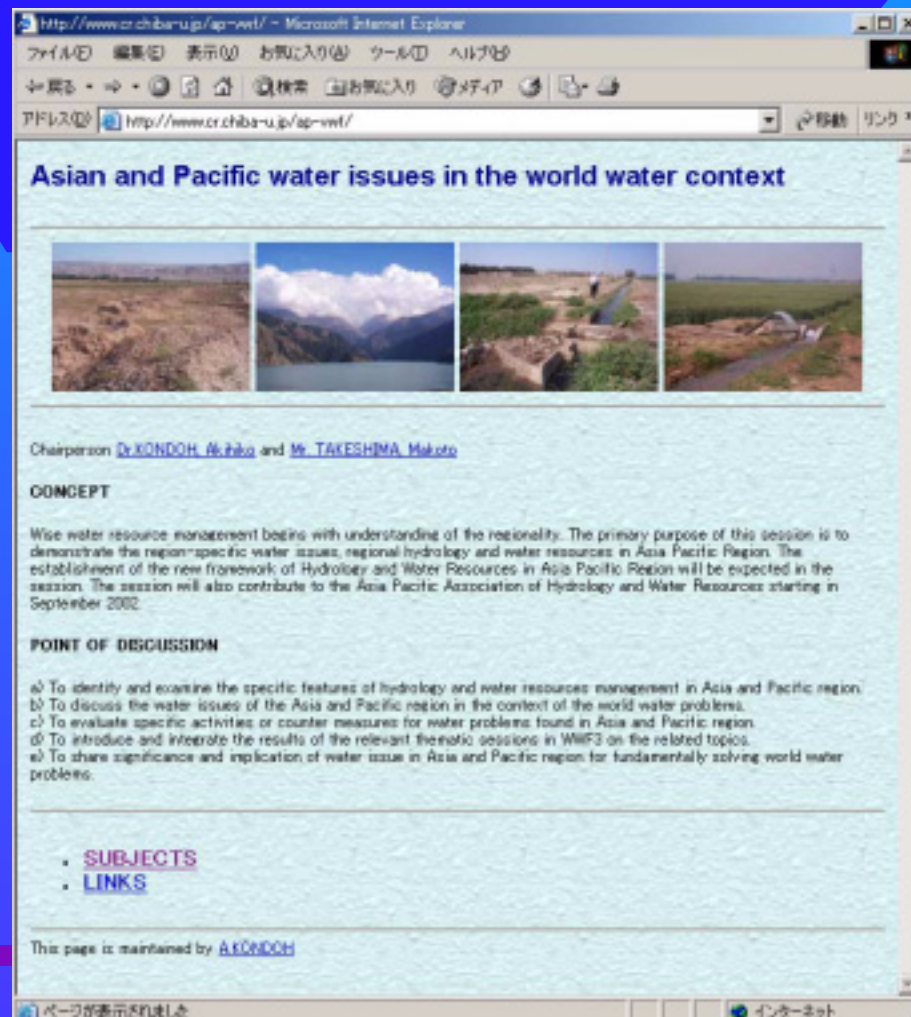 http://www.cr.chiba-u.jp/ap-wwf/ - Microsoft Internet Explorer
ファイル(F) 編集(E) 表示(V) お気に入り(A) ツール(T) ヘルプ(H)
戻る 検索 お気に入り メディア
アドレス(D) http://www.cr.chiba-u.jp/ap-wwf/ 移動 リンク
Asian and Pacific water issues in the world water context
Chairperson Dr.KONDOH, Akihiko and Mr. TAKESHIMA, Makoto
CONCEPT
Wise water resource management begins with understanding of the regionality. The primary purpose of this session is to
demonstrate the region-specific water issues, regional hydrology and water resources in Asia Pacific Region. The
establishment of the new framework of Hydrology and Water Resources in Asia Pacific Region will be expected in the
session. The session will also contribute to the Asia Pacific Association of Hydrology and Water Resources starting in
September 2002.
POINT OF DISCUSSION
a) To identify and examine the specific features of hydrology and water resources management in Asia and Pacific region.
b) To discuss the water issues of the Asia and Pacific region in the context of the world water problems.
c) To evaluate specific activities or counter measures for water problems found in Asia and Pacific region.
d) To introduce and integrate the results of the relevant thematic sessions in WWF3 on the related topics.
e) To share significance and implication of water issue in Asia and Pacific region for fundamentally solving world water
problems.
SUBJECTS
LINKS
This page is maintained by A.KONDOH
ページが表示されました インターネット